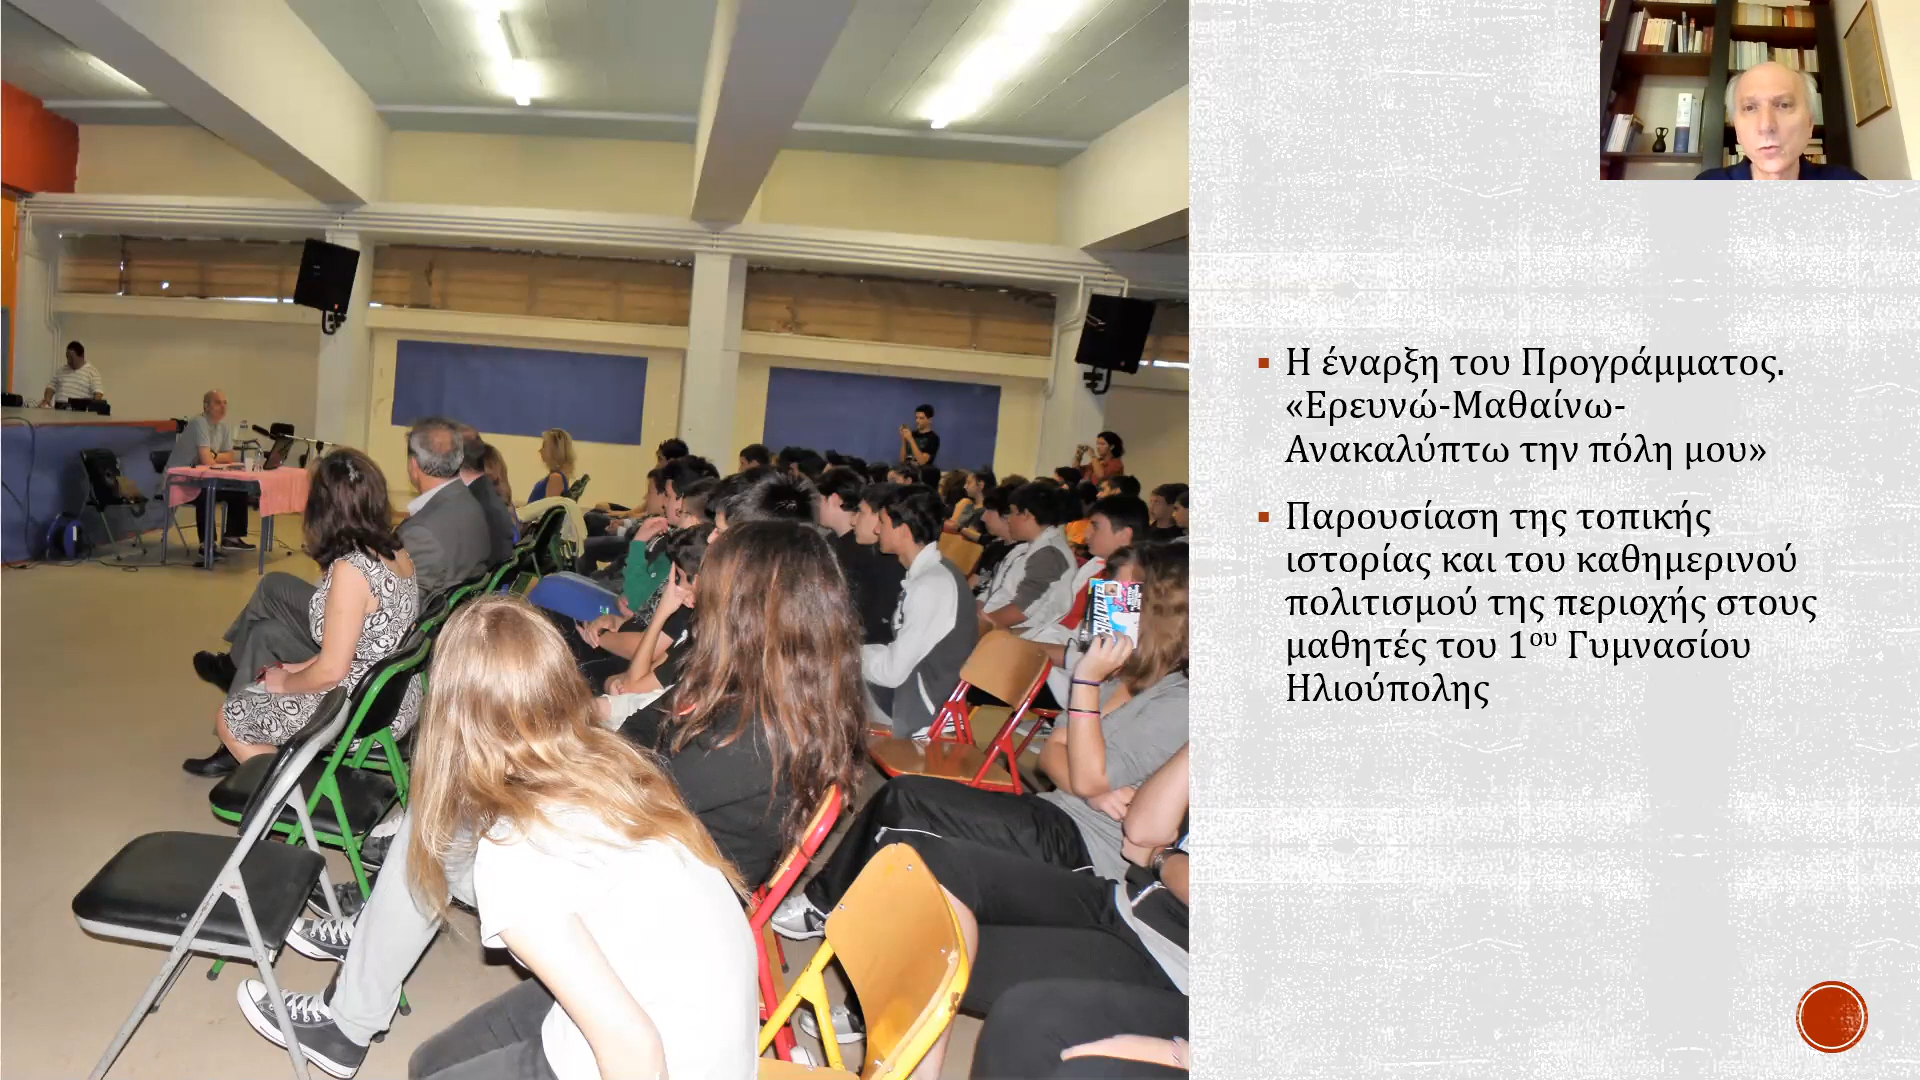 Η έναρξη του Προγράμματος.
«Ερευνώ-Μαθαίνω-
Ανακαλύπτω την πόλη μου»
Παρουσίαση της τοπικής
ιστορίας και του καθημερινού
πολιτισμού της περιοχής στους
μαθητές του 1ου Γυμνασίου
Ηλιούπολης